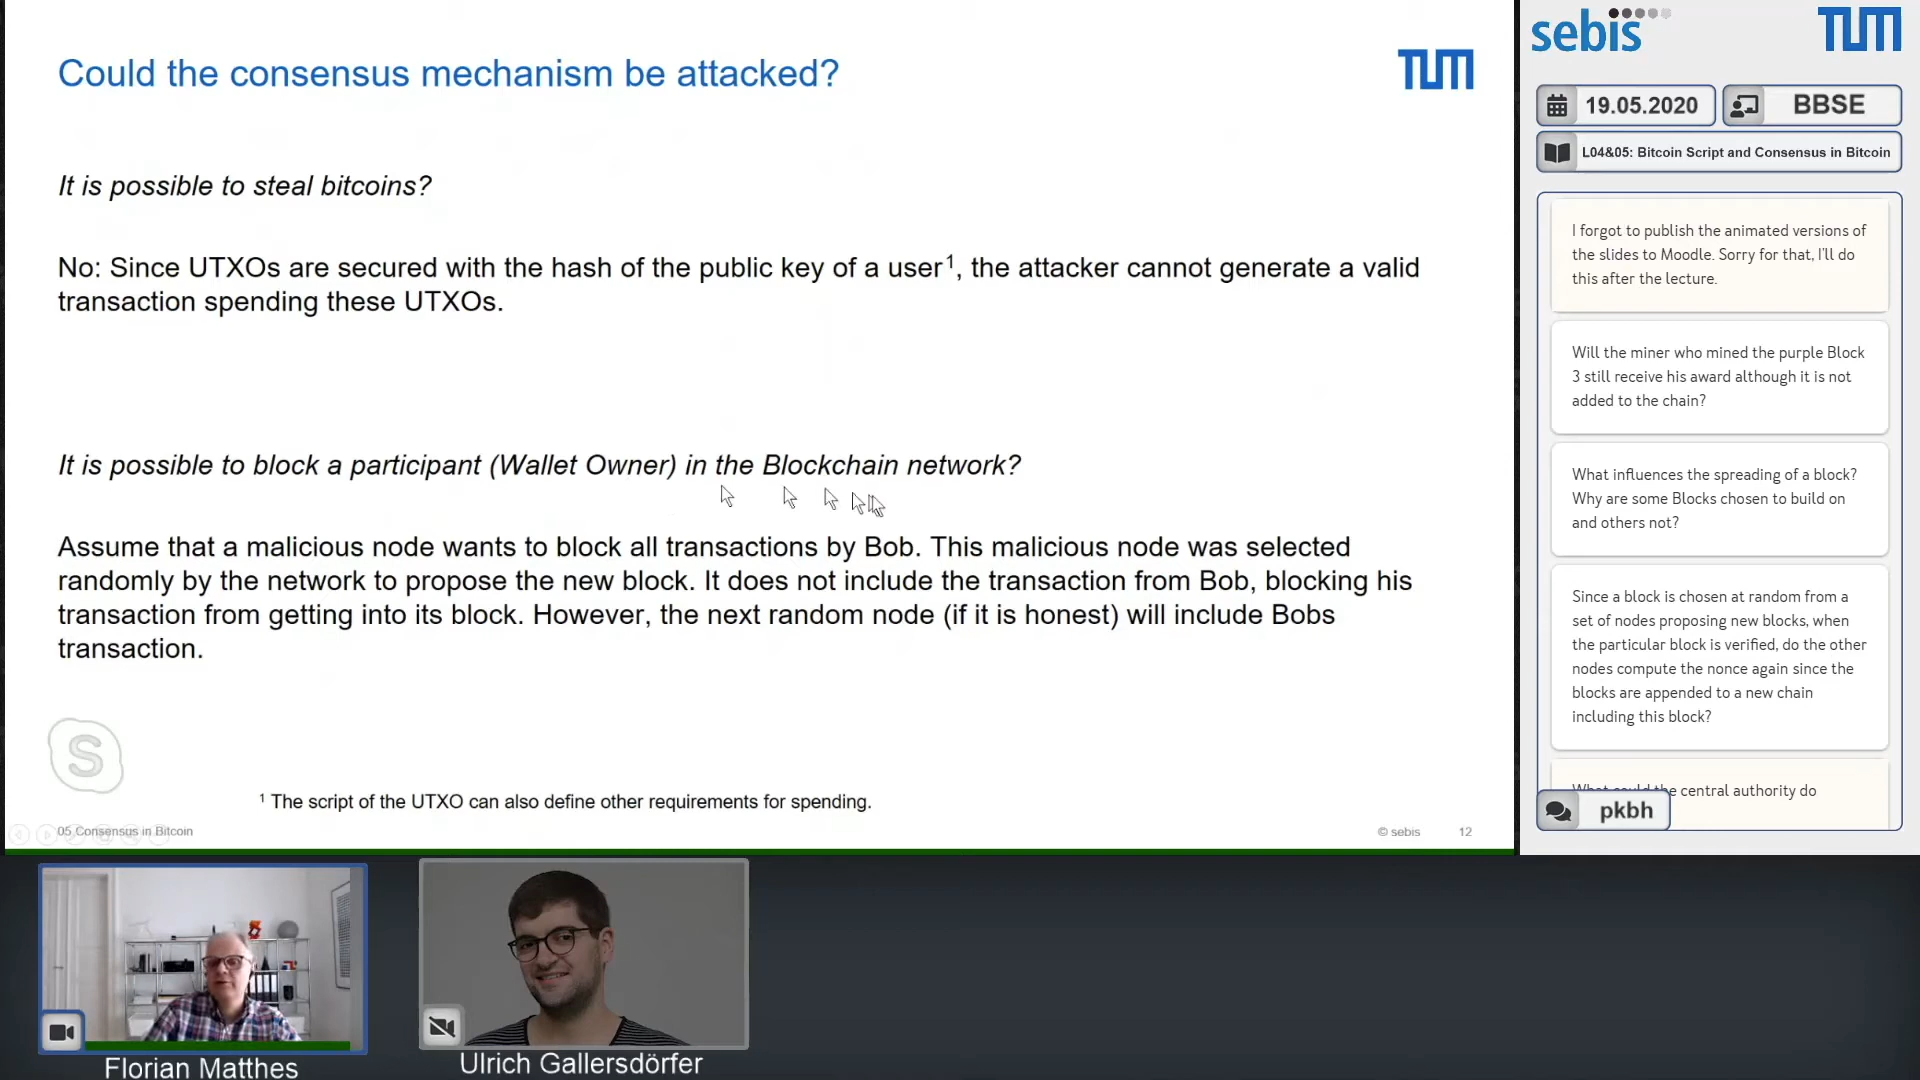 Could the consensus mechanism be attacked?
TUM
It is possible to steal bitcoins?
No: Since UTXOs are secured with the hash of the public key of a user¹, the attacker cannot generate a valid
transaction spending these UTXOs.
It is possible to block a participant (Wallet Owner) in the Blockchain network?
Assume that a malicious node wants to block all transactions by Bob. This malicious node was selected
randomly by the network to propose the new block. It does not include the transaction from Bob, blocking his
transaction from getting into its block. However, the next random node (if it is honest) will include Bobs
transaction.
S
¹ The script of the UTXO can also define other requirements for spending.
05 Consensus in Bitcoin
© sebis
12
sebis
TUM
19.05.2020
BBSE
L04&05: Bitcoin Script and Consensus in Bitcoin
I forgot to publish the animated versions of
the slides to Moodle. Sorry for that, I'll do
this after the lecture.
Will the miner who mined the purple Block
3 still receive his award although it is not
added to the chain?
What influences the spreading of a block?
Why are some Blocks chosen to build on
and others not?
Since a block is chosen at random from a
set of nodes proposing new blocks, when
the particular block is verified, do the other
nodes compute the nonce again since the
blocks are appended to a new chain
including this block?
What could the central authority do
pkbh
Florian Matthes
Ulrich Gallersdörfer